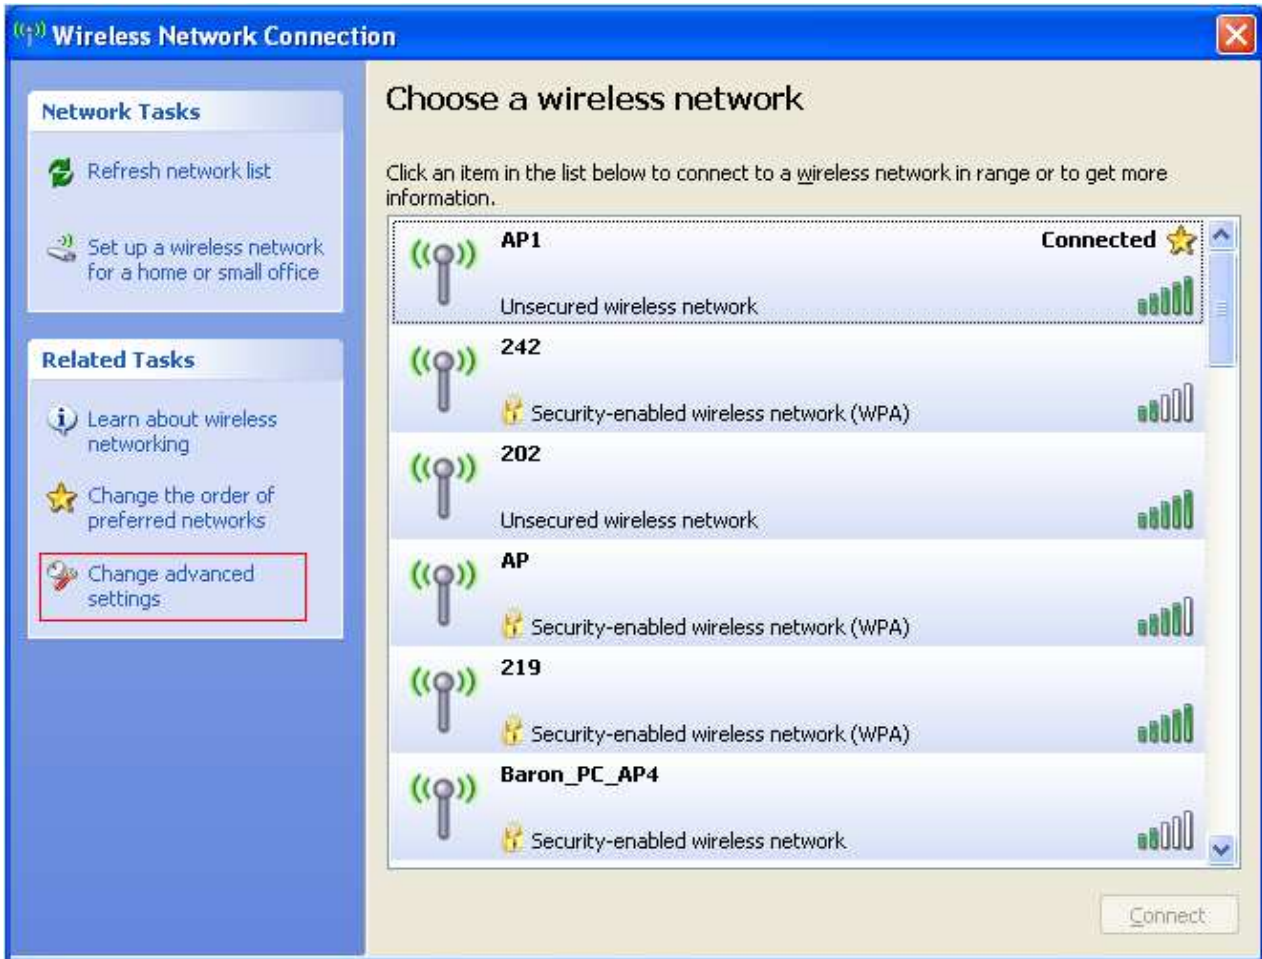 Wireless Network Connection
Network Tasks
Refresh network list
Set up a wireless network
for a home or small office
Related Tasks
Learn about wireless
networking
Change the order of
preferred networks
Change advanced
settings
Choose a wireless network
Click an item in the list below to connect to a wireless network in range or to get more
information.
AP1
Connected
Unsecured wireless network
242
Security-enabled wireless network (WPA)
202
Unsecured wireless network
AP
Security-enabled wireless network (WPA)
219
Security-enabled wireless network (WPA)
Baron_PC_AP4
Security-enabled wireless network
Connect